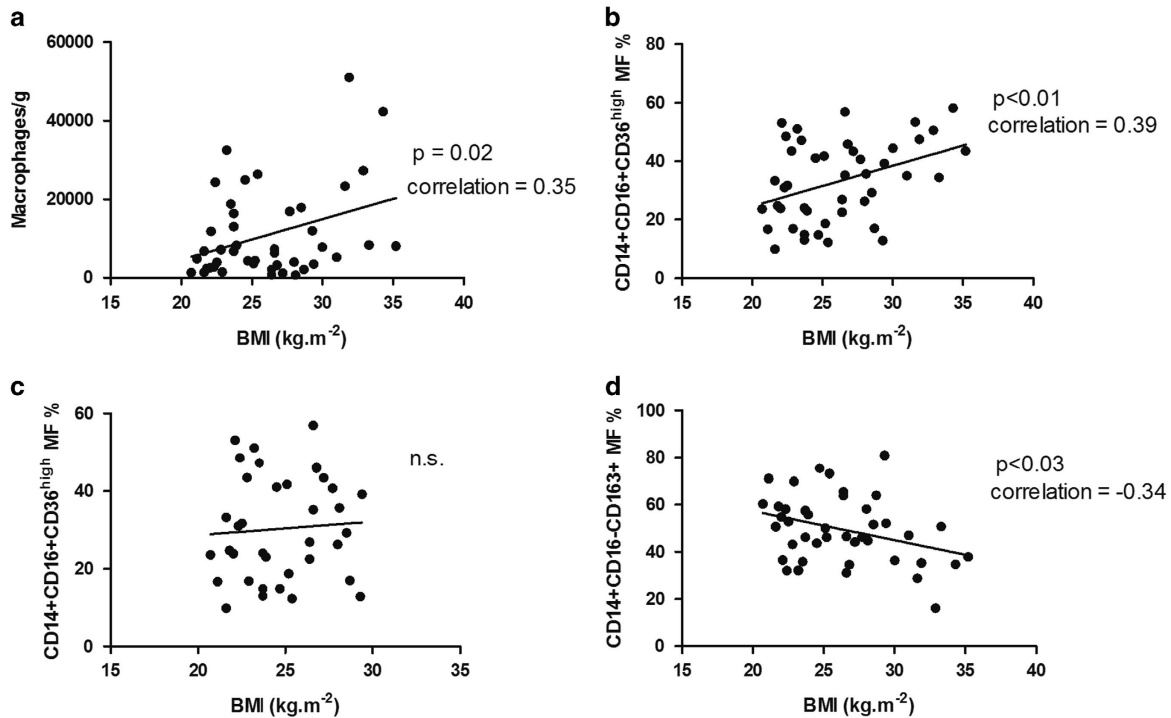 a
Macrophages/g
60000
40000
20000
0
15 20 25 30 35 40
BMI (kg.m⁻²)
p = 0.02
correlation = 0.35
b
CD14+CD16+CD36ʰⁱᵍʰ MF %
80
60
40
20
0
15 20 25 30 35 40
BMI (kg.m⁻²)
p<0.01
correlation = 0.39
c
CD14+CD16+CD36ʰⁱᵍʰ MF %
60
40
20
0
15 20 25 30 35
BMI (kg.m⁻²)
n.s.
d
CD14+CD16-CD163+ MF %
100
80
60
40
20
0
15 20 25 30 35 40
BMI (kg.m⁻²)
p<0.03
correlation = -0.34